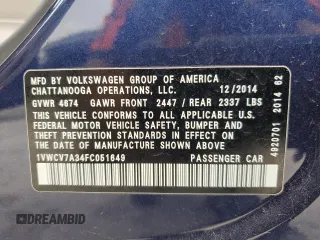 MFD. BY VOLKSWAGEN GROUP OF AMERICA
CHATTANOOGA OPERATIONS, LLC. 12/2014
GVWR 4674 GAWR FRONT 2447 / REAR 2337 LBS
THIS VEHICLE CONFORMS TO ALL APPLICABLE U.S.
FEDERAL MOTOR VEHICLE SAFETY, BUMPER AND
THEFT PREVENTION STANDARDS IN EFFECT ON THE
DATE OF MANUFACTURE SHOWN ABOVE.
1VWCV7A34FC051649 PASSENGER CAR
4920701 2014 62
BIDCARS